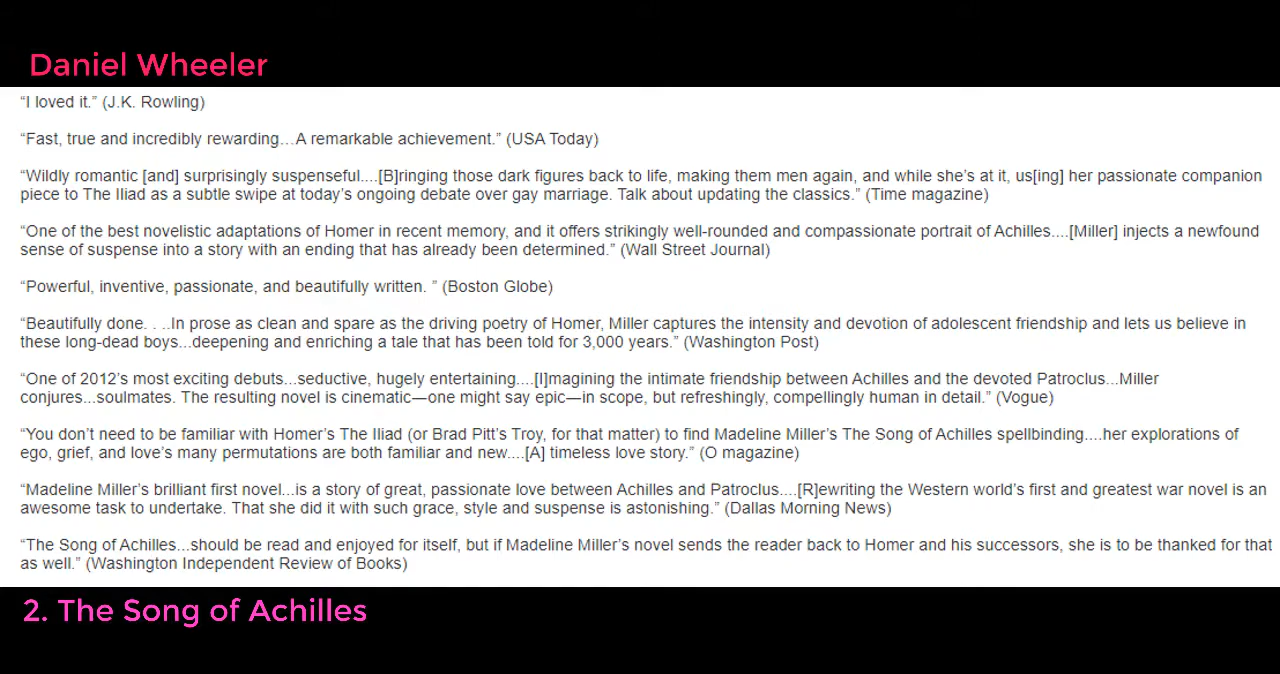 Daniel Wheeler
“I loved it.” (J.K. Rowling)
“Fast, true and incredibly rewarding…A remarkable achievement.” (USA Today)
“Wildly romantic [and] surprisingly suspenseful....[B]ringing those dark figures back to life, making them men again, and while she’s at it, us[ing] her passionate companion
piece to The Iliad as a subtle swipe at today’s ongoing debate over gay marriage. Talk about updating the classics.” (Time magazine)
“One of the best novelistic adaptations of Homer in recent memory, and it offers strikingly well-rounded and compassionate portrait of Achilles....[Miller] injects a newfound
sense of suspense into a story with an ending that has already been determined.” (Wall Street Journal)
“Powerful, inventive, passionate, and beautifully written. ” (Boston Globe)
“Beautifully done. . ..In prose as clean and spare as the driving poetry of Homer, Miller captures the intensity and devotion of adolescent friendship and lets us believe in
these long-dead boys...deepening and enriching a tale that has been told for 3,000 years.” (Washington Post)
“One of 2012’s most exciting debuts...seductive, hugely entertaining....[I]magining the intimate friendship between Achilles and the devoted Patroclus...Miller
conjures...soulmates. The resulting novel is cinematic—one might say epic—in scope, but refreshingly, compellingly human in detail.” (Vogue)
“You don’t need to be familiar with Homer’s The Iliad (or Brad Pitt’s Troy, for that matter) to find Madeline Miller’s The Song of Achilles spellbinding....her explorations of
ego, grief, and love’s many permutations are both familiar and new....[A] timeless love story.” (O magazine)
“Madeline Miller’s brilliant first novel...is a story of great, passionate love between Achilles and Patroclus....[R]ewriting the Western world’s first and greatest war novel is an
awesome task to undertake. That she did it with such grace, style and suspense is astonishing.” (Dallas Morning News)
“The Song of Achilles...should be read and enjoyed for itself, but if Madeline Miller’s novel sends the reader back to Homer and his successors, she is to be thanked for that
as well.” (Washington Independent Review of Books)
2. The Song of Achilles